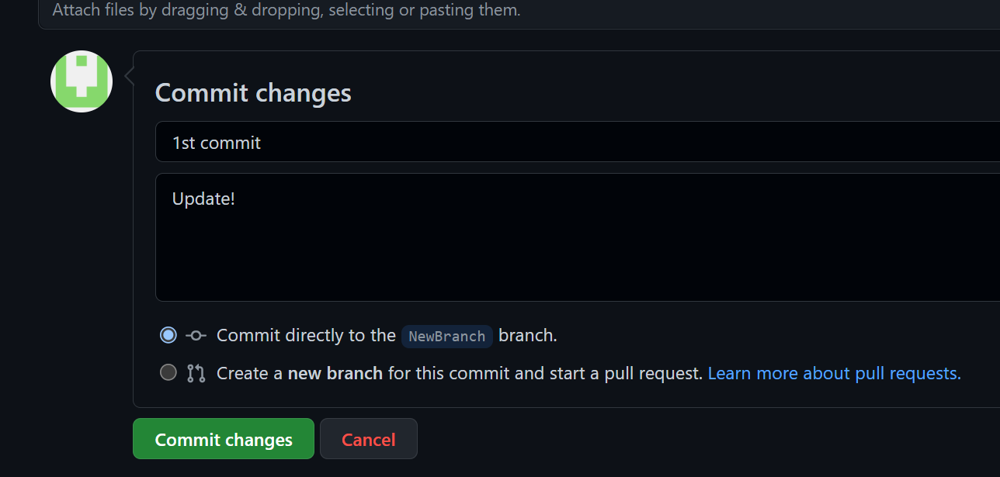 Attach files by dragging & dropping, selecting or pasting them.
Commit changes
1st commit
Update!
Commit directly to the NewBranch branch.
Create a new branch for this commit and start a pull request. Learn more about pull requests.
Commit changes Cancel